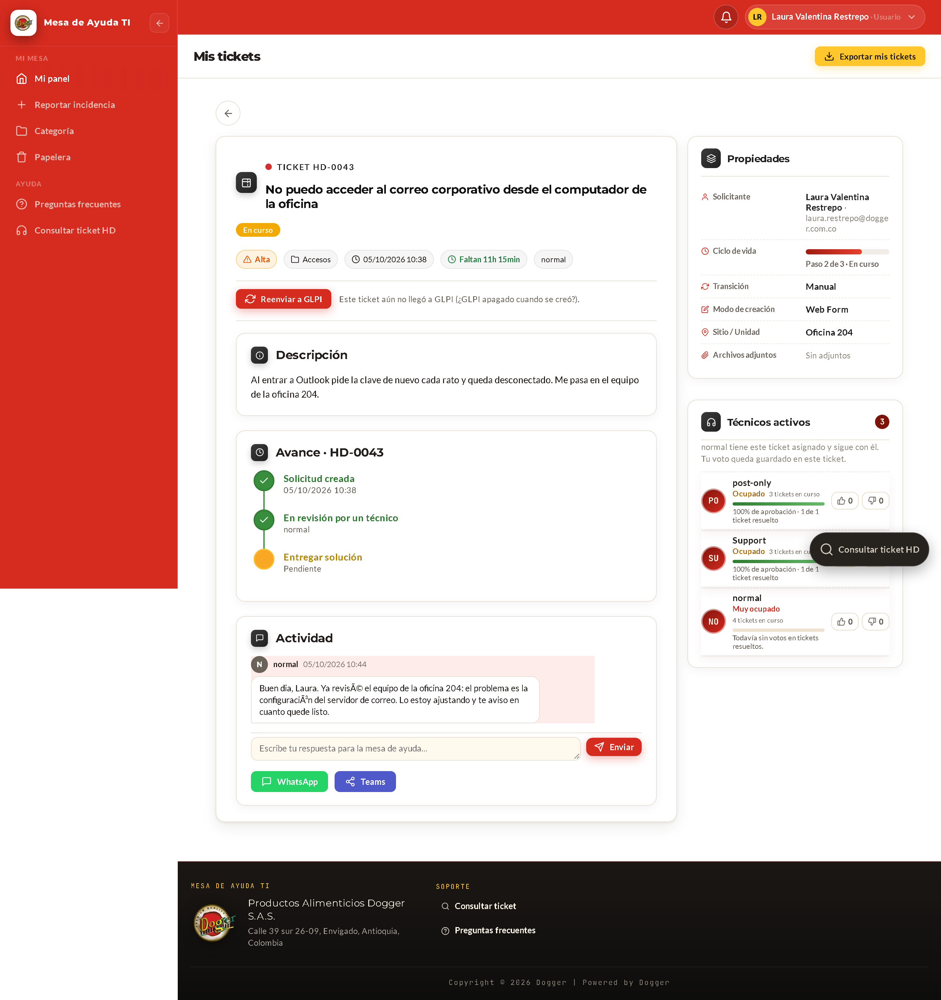 Mesa de Ayuda TI
MI MESA
Mi panel
Reportar incidencia
Categoría
Papelera
AYUDA
Preguntas frecuentes
Consultar ticket HD
LR Laura Valentina Restrepo · Usuario
Mis tickets
Exportar mis tickets
TICKET HD-0043
No puedo acceder al correo corporativo desde el computador de
la oficina
En curso
Alta
Accesos
05/10/2026 10:38
Faltan 11h 15min
normal
Reenviar a GLPI
Este ticket aún no llegó a GLPI (¿GLPI apagado cuando se creó?).
Descripción
Al entrar a Outlook pide la clave de nuevo cada rato y queda desconectado. Me pasa en el equipo
de la oficina 204.
Avance · HD-0043
Solicitud creada
05/10/2026 10:38
En revisión por un técnico
normal
Entregar solución
Pendiente
Actividad
N normal 05/10/2026 10:44
Buen dia, Laura. Ya revisÃ© el equipo de la oficina 204: el problema es la
configuraciÃ³n del servidor de correo. Lo estoy ajustando y te aviso en
cuanto quede listo.
Escribe tu respuesta para la mesa de ayuda...
Enviar
WhatsApp
Teams
Propiedades
Solicitante
Laura Valentina
Restrepo ·
laura.restrepo@dogge
r.com.co
Ciclo de vida
Paso 2 de 3 · En curso
Transición
Manual
Modo de creación
Web Form
Sitio / Unidad
Oficina 204
Archivos adjuntos
Sin adjuntos
Técnicos activos
3
normal tiene este ticket asignado y sigue con él.
Tu voto queda guardado en este ticket.
PO
post-only
Ocupado 3 tickets en curso
100% de aprobación · 1 de 1
ticket resuelto
0
0
SU
Support
Ocupado 3 tickets en cu
100% de aprobación · 1 de 1
ticket resuelto
Consultar ticket HD
NO
normal
Muy ocupado
4 tickets en curso
Todavía sin votos en tickets
resueltos.
0
0
MESA DE AYUDA TI
Dogger
Productos Alimenticios Dogger
S.A.S.
Calle 39 sur 26-09, Envigado, Antioquia,
Colombia
SOPORTE
Consultar ticket
Preguntas frecuentes
Copyright © 2026 Dogger | Powered by Dogger